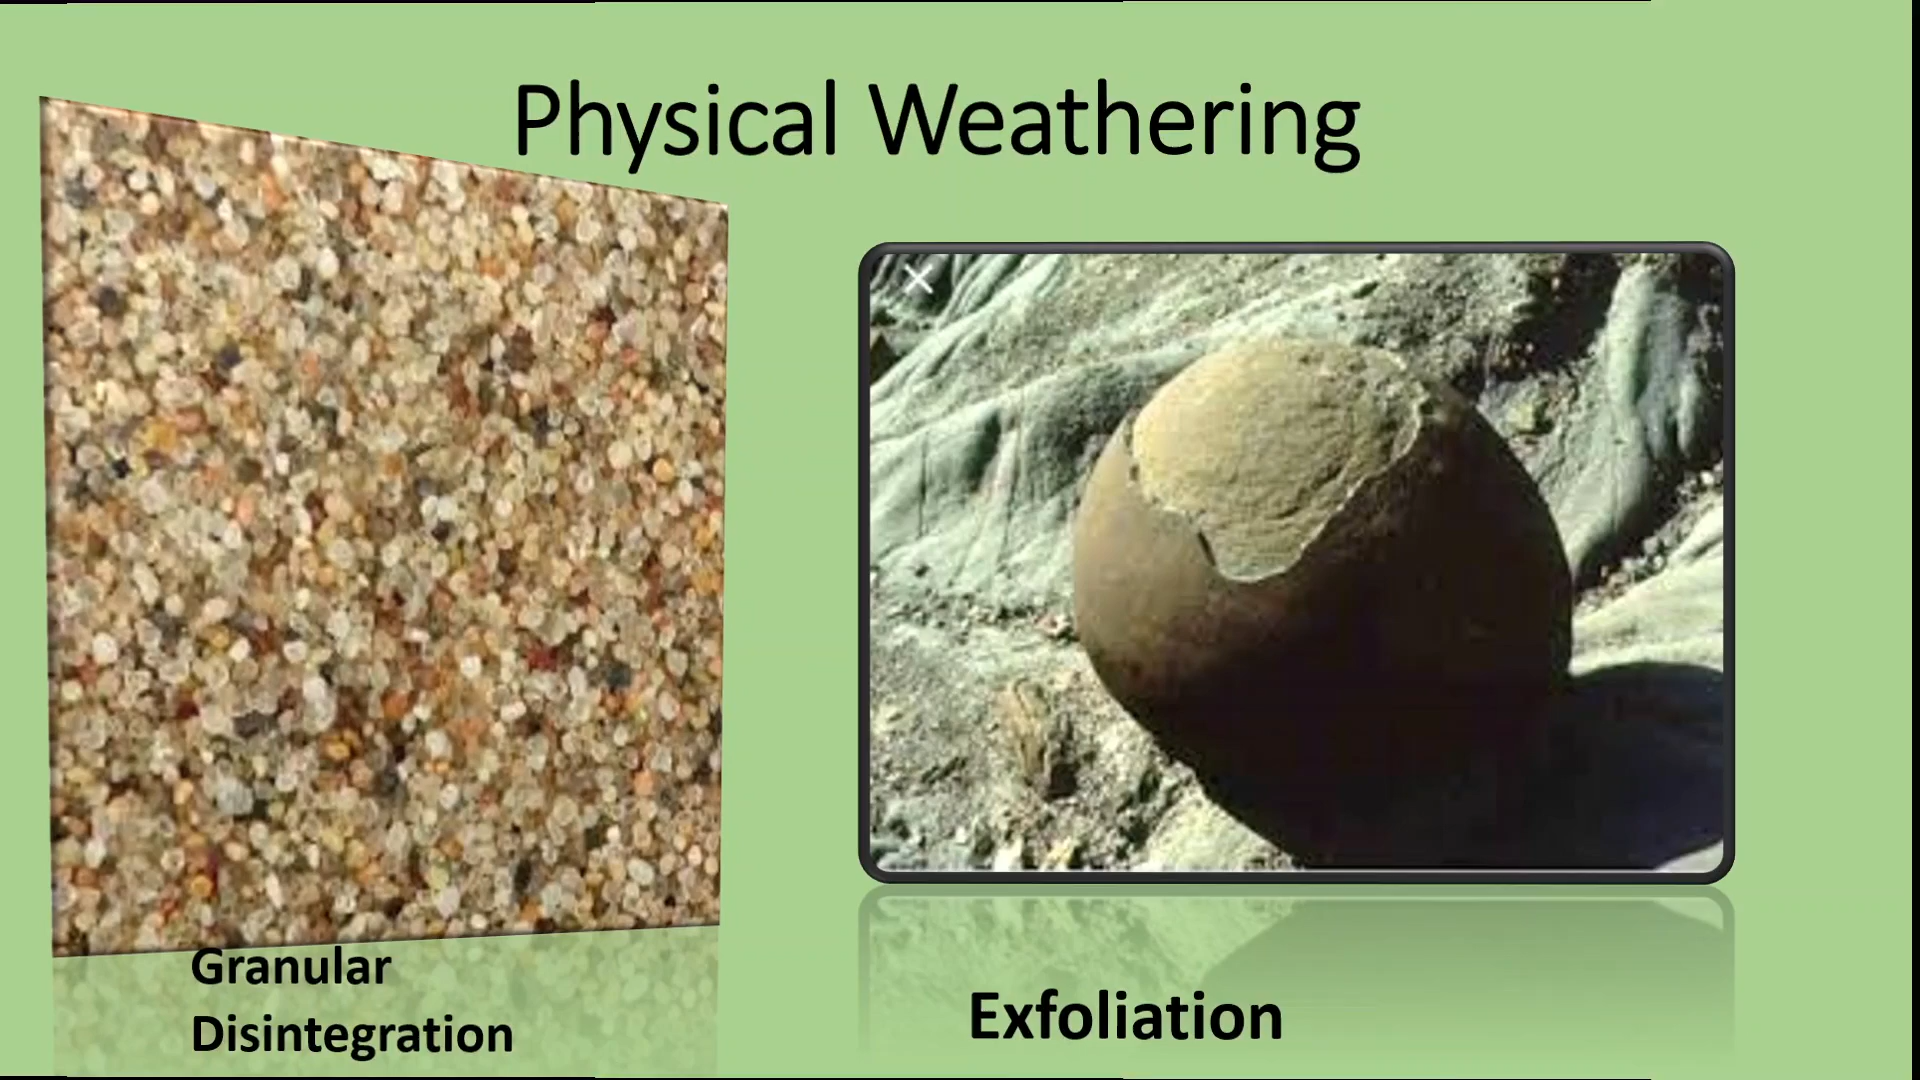 Physical Weathering
Granular
Disintegration
Exfoliation